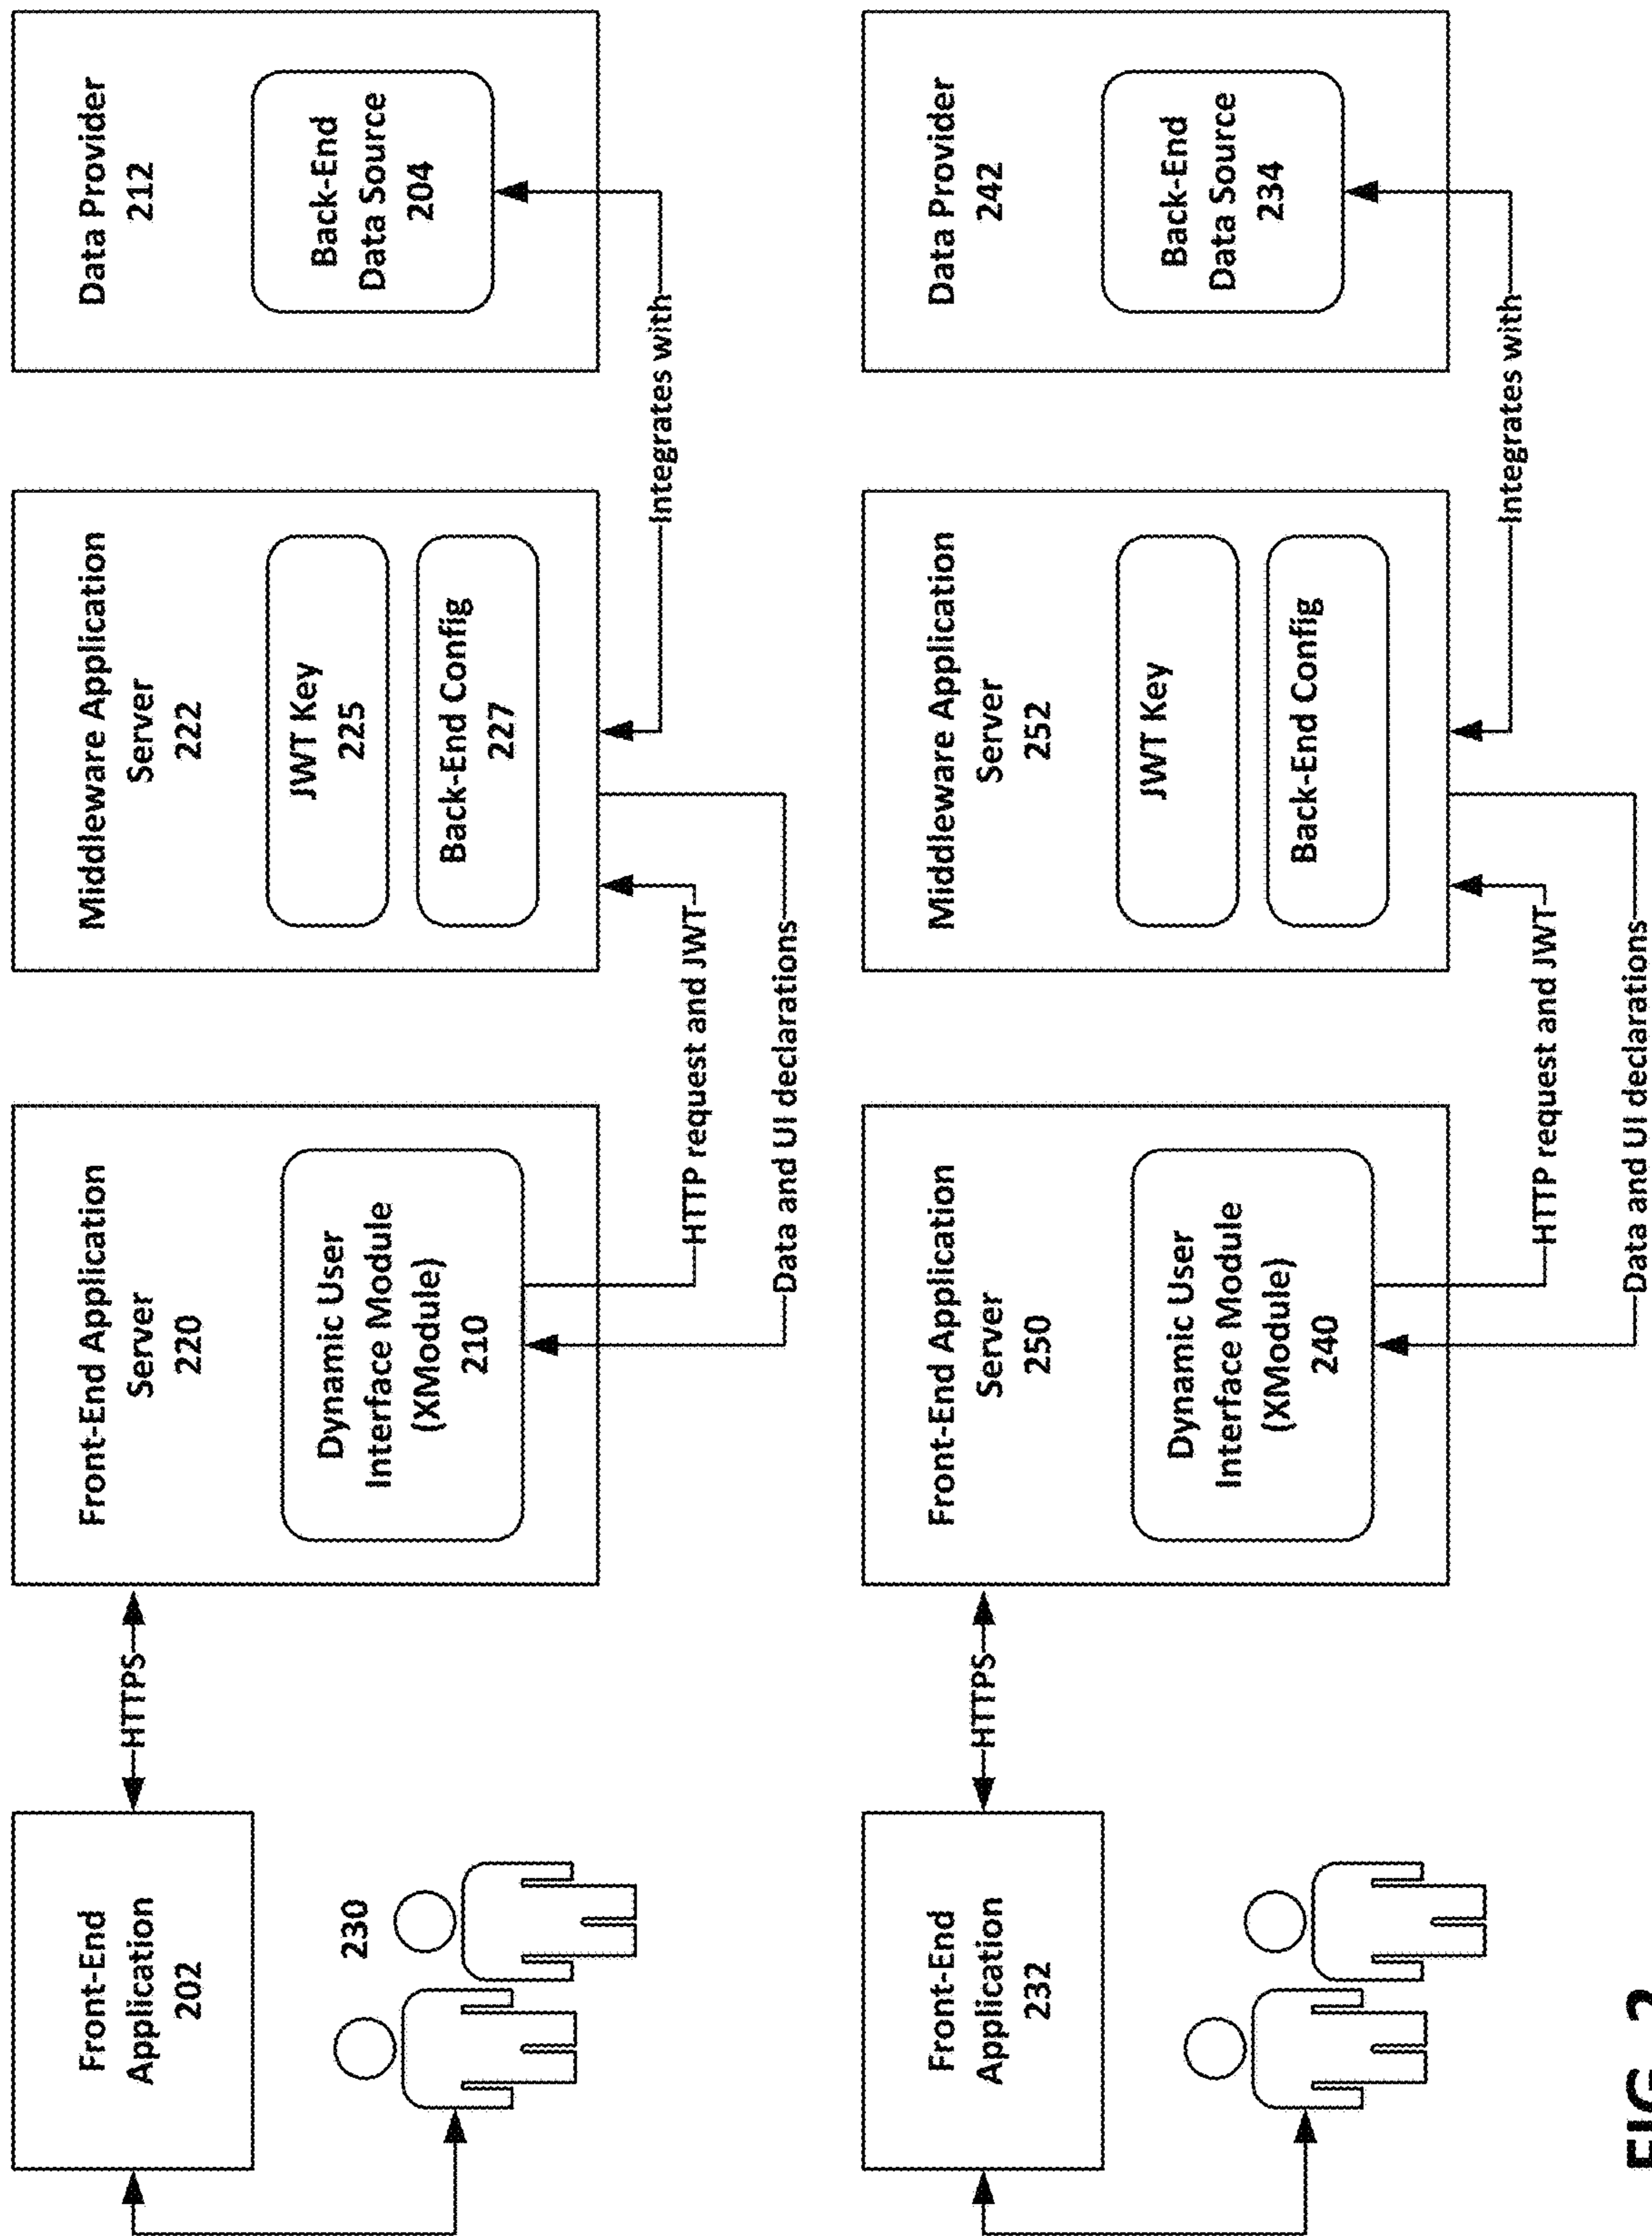 Front-End
Application
202
HTTPS
230
Front-End Application
Server
220
Dynamic User
Interface Module
(XModule)
210
HTTP request and JWT
Data and UI declarations
Middleware Application
Server
222
JWT Key
225
Back-End Config
227
Integrates with
Data Provider
212
Back-End
Data Source
204
Front-End
Application
232
HTTPS
Front-End Application
Server
250
Dynamic User
Interface Module
(XModule)
240
HTTP request and JWT
Data and UI declarations
Middleware Application
Server
252
JWT Key
Back-End Config
Integrates with
Data Provider
242
Back-End
Data Source
234
FIG. 2